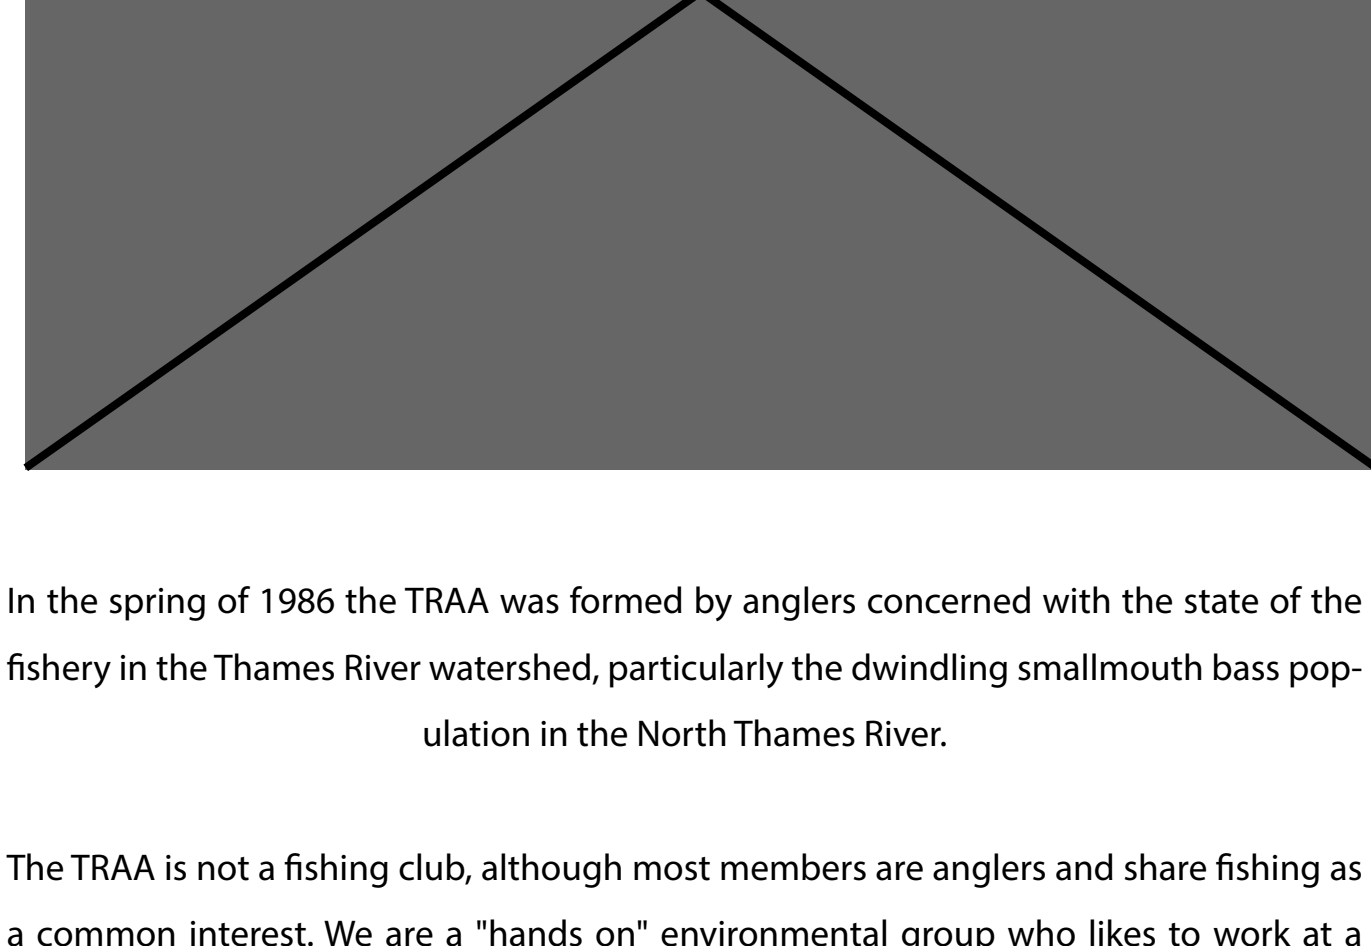 In the spring of 1986 the TRAA was formed by anglers concerned with the state of the
fishery in the Thames River watershed, particularly the dwindling smallmouth bass pop-
ulation in the North Thames River.
The TRAA is not a fishing club, although most members are anglers and share fishing as
a common interest. We are a "hands on" environmental group who likes to work at a